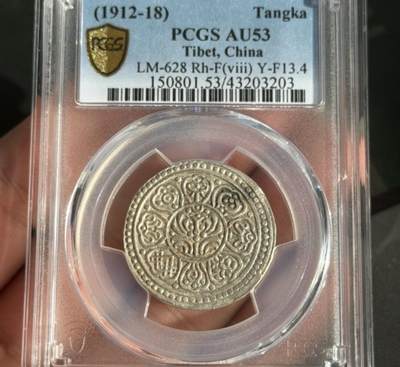 (1912-18) Tangka
PCGS AU53
Tibet, China
LM-628 Rh-F(viii) Y-F13.4
150801.53/43203203
PCGS